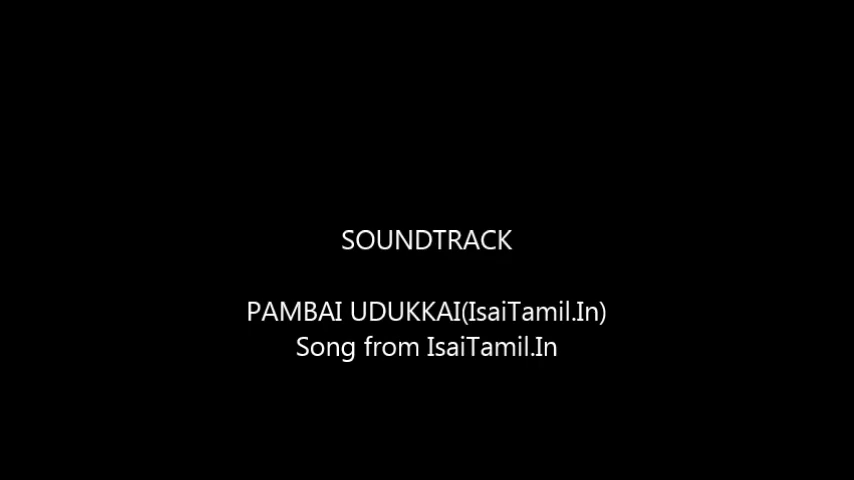 SOUNDTRACK
PAMBAI UDUKKAI(IsaiTamil.In)
Song from IsaiTamil.In